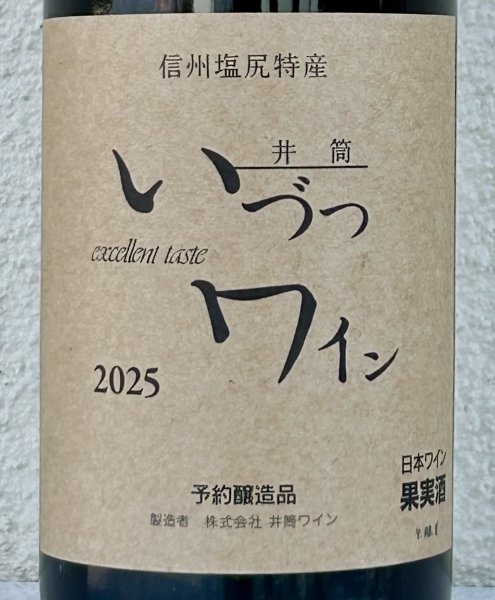 信州塩尻特産
井筒
いづつ
excellent taste
ワイン
2025
日本ワイン
果実酒
予約醸造品
製造者 株式会社 井筒ワイン